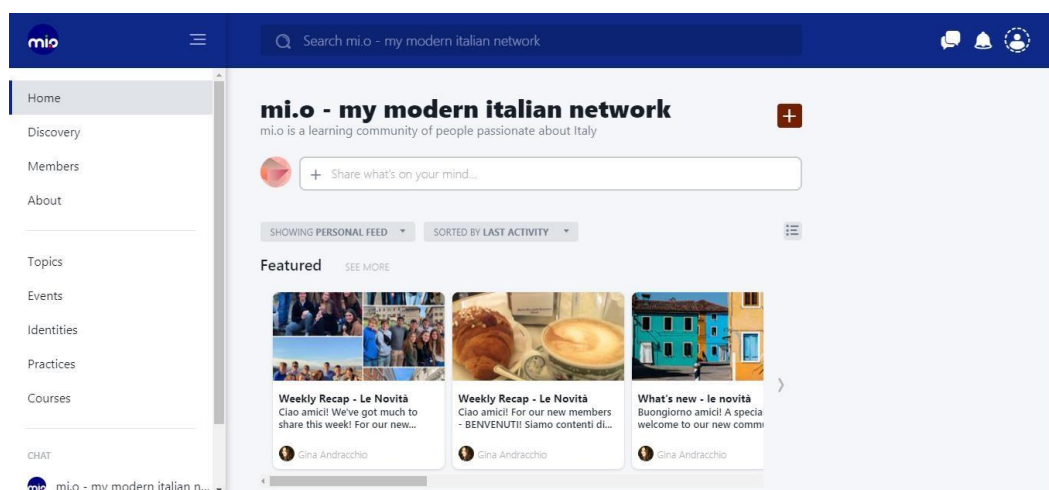 mio
Search mi.o - my modern italian network
Home
Discovery
Members
About
Topics
Events
Identities
Practices
Courses
CHAT
mio
mi.o - my modern italian n...
mi.o - my modern italian network
mi.o is a learning community of people passionate about Italy
+ Share what's on your mind...
SHOWING PERSONAL FEED
SORTED BY LAST ACTIVITY
Featured SEE MORE
Weekly Recap - Le Novità
Ciao amici! We've got much to
share this week! For our new...
Gina Andracchio
Weekly Recap - Le Novità
Ciao amici! For our new members
- BENVENUTI! Siamo contenti di...
Gina Andracchio
What's new - le novità
Buongiorno amici! A specia
welcome to our new commu
Gina Andracchio